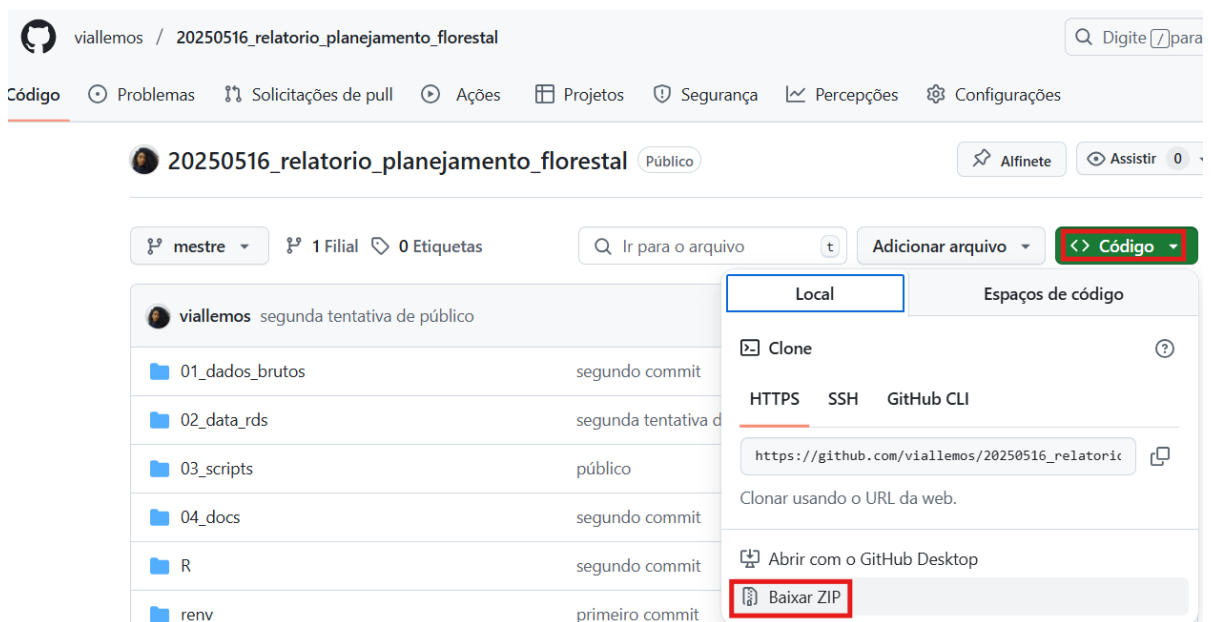 viallemos / 20250516_relatorio_planejamento_florestal
Digite / para
Código Problemas Solicitações de pull Ações Projetos Segurança Percepções Configurações
20250516_relatorio_planejamento_florestal Público
Alfinete Assistir 0
mestre 1 Filial 0 Etiquetas Ir para o arquivo t Adicionar arquivo <> Código
Local Espaços de código
viallemos segunda tentativa de público
Clone
01_dados_brutos segundo commit
HTTPS SSH GitHub CLI
02_data_rds segunda tentativa d
https://github.com/viallemos/20250516_relatoric
03_scripts público
Clonar usando o URL da web.
04_docs segundo commit
Abrir com o GitHub Desktop
R segundo commit
Baixar ZIP
renv primeiro commit